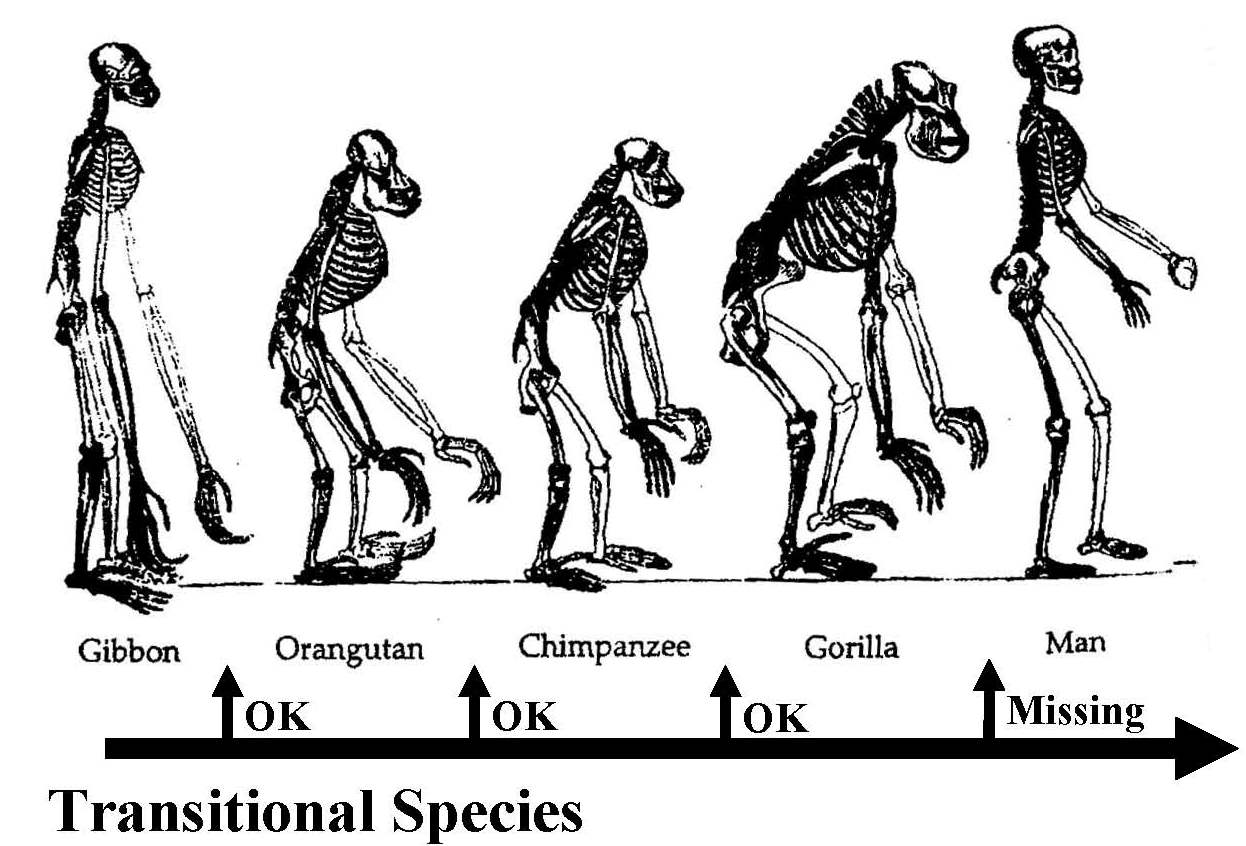 Gibbon Orangutan Chimpanzee Gorilla Man
OK OK OK Missing
Transitional Species